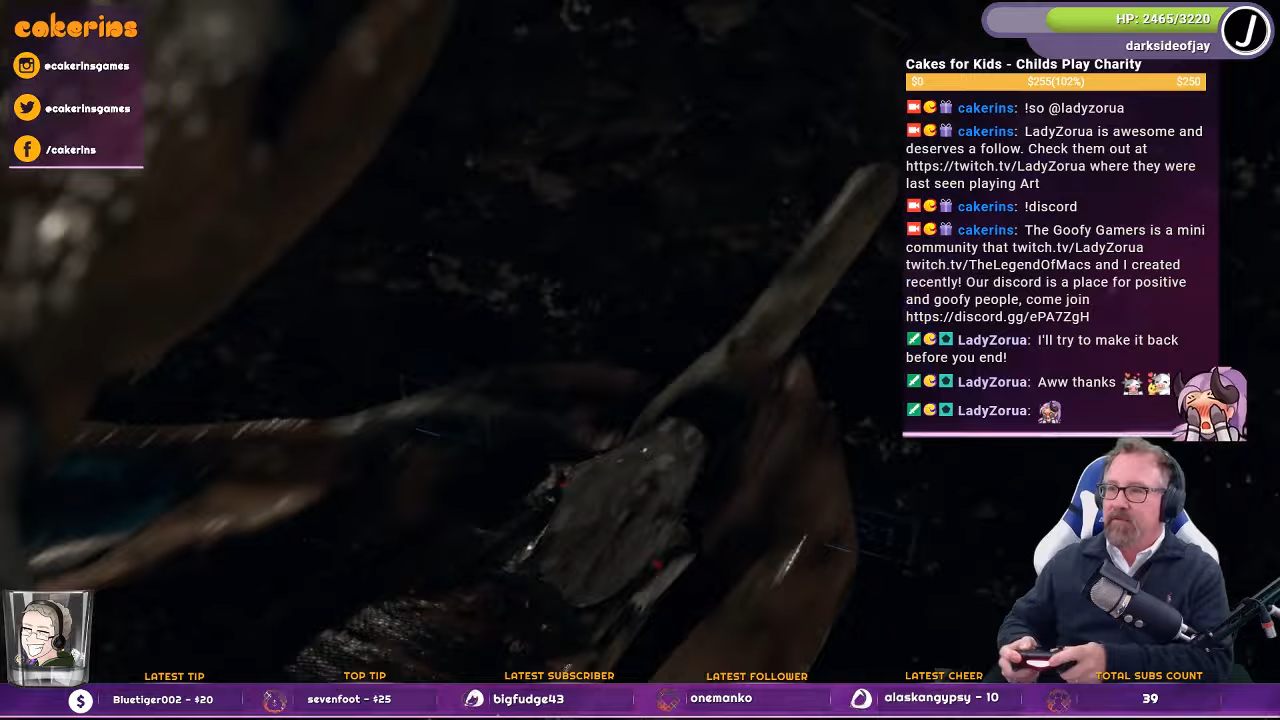 cakerins
@cakerinsgames
@cakerinsgames
/cakerins
HP: 2465/3220
J
darksideofjay
Cakes for Kids - Childs Play Charity
$0 $255(102%) $250
cakerins: !so @ladyzorua
cakerins: LadyZorua is awesome and
deserves a follow. Check them out at
https://twitch.tv/LadyZorua where they were
last seen playing Art
cakerins: !discord
cakerins: The Goofy Gamers is a mini
community that twitch.tv/LadyZorua
twitch.tv/TheLegendOfMacs and I created
recently! Our discord is a place for positive
and goofy people, come join
https://discord.gg/ePA7ZgH
LadyZorua: I'll try to make it back
before you end!
LadyZorua: Aww thanks
LadyZorua:
LATEST TIP TOP TIP LATEST SUBSCRIBER LATEST FOLLOWER LATEST CHEER TOTAL SUBS COUNT
$ Bluetiger002 - $20 sevenfoot - $25 bigfudge43 onemanko alaskangypsy - 10 39